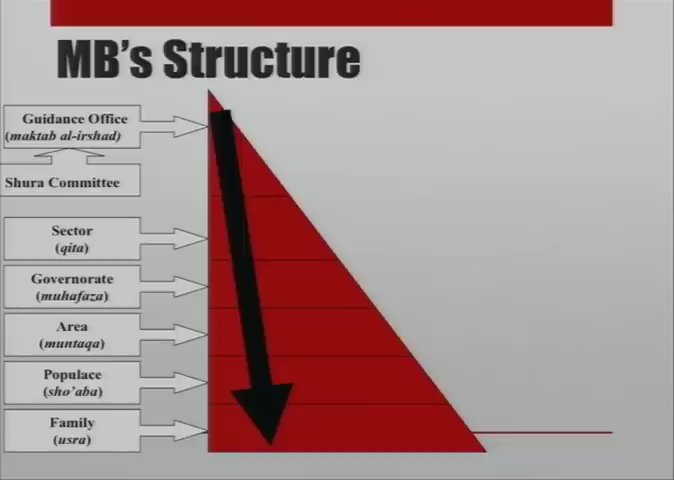 MB's Structure
Guidance Office
(maktab al-irshad)
Shura Committee
Sector
(qita)
Governorate
(muhafaza)
Area
(muntaqa)
Populace
(sho'aba)
Family
(usra)